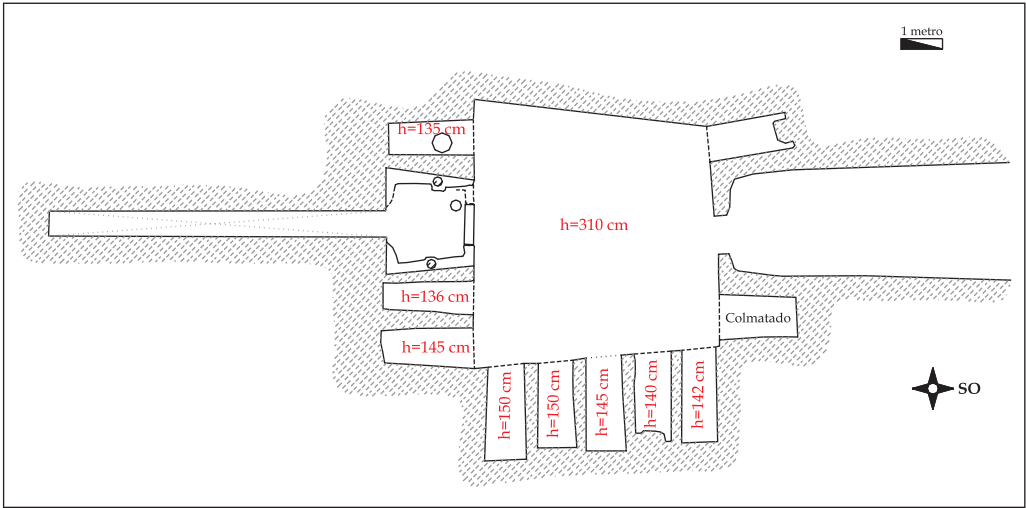 1 metro
h=135 cm
h=310 cm
h=136 cm
Colmatado
h=145 cm
h=150 cm
h=150 cm
h=145 cm
h=140 cm
h=142 cm
SO